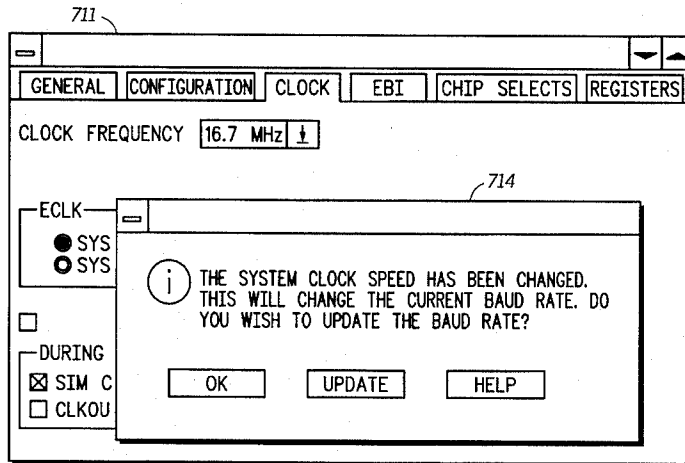 711
GENERAL CONFIGURATION CLOCK EBI CHIP SELECTS REGISTERS
CLOCK FREQUENCY 16.7 MHz
714
ECLK
SYS
SYS
i THE SYSTEM CLOCK SPEED HAS BEEN CHANGED.
THIS WILL CHANGE THE CURRENT BAUD RATE. DO
YOU WISH TO UPDATE THE BAUD RATE?
DURING
SIM C
CLKOU
OK UPDATE HELP